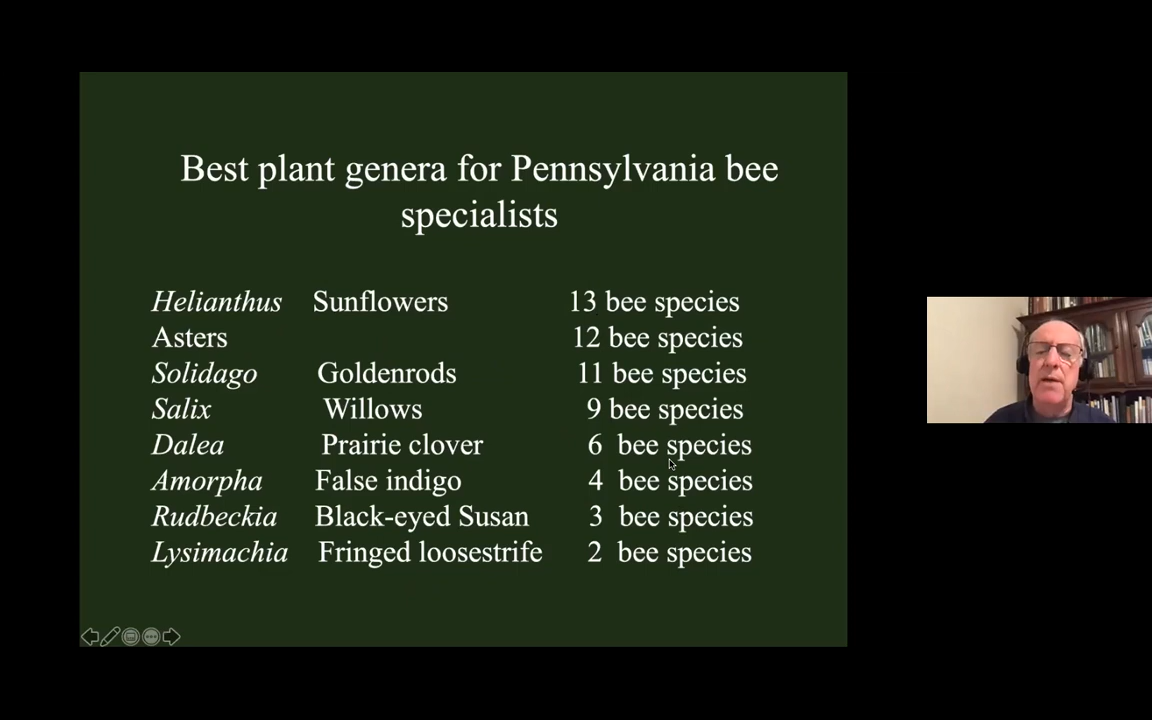 Best plant genera for Pennsylvania bee
specialists
Helianthus Sunflowers 13 bee species
Asters 12 bee species
Solidago Goldenrods 11 bee species
Salix Willows 9 bee species
Dalea Prairie clover 6 bee species
Amorpha False indigo 4 bee species
Rudbeckia Black-eyed Susan 3 bee species
Lysimachia Fringed loosestrife 2 bee species